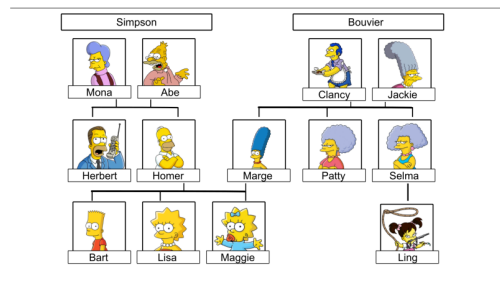 Simpson
Bouvier
Mona
Abe
Clancy
Jackie
Herbert
Homer
Marge
Patty
Selma
Bart
Lisa
Maggie
Ling